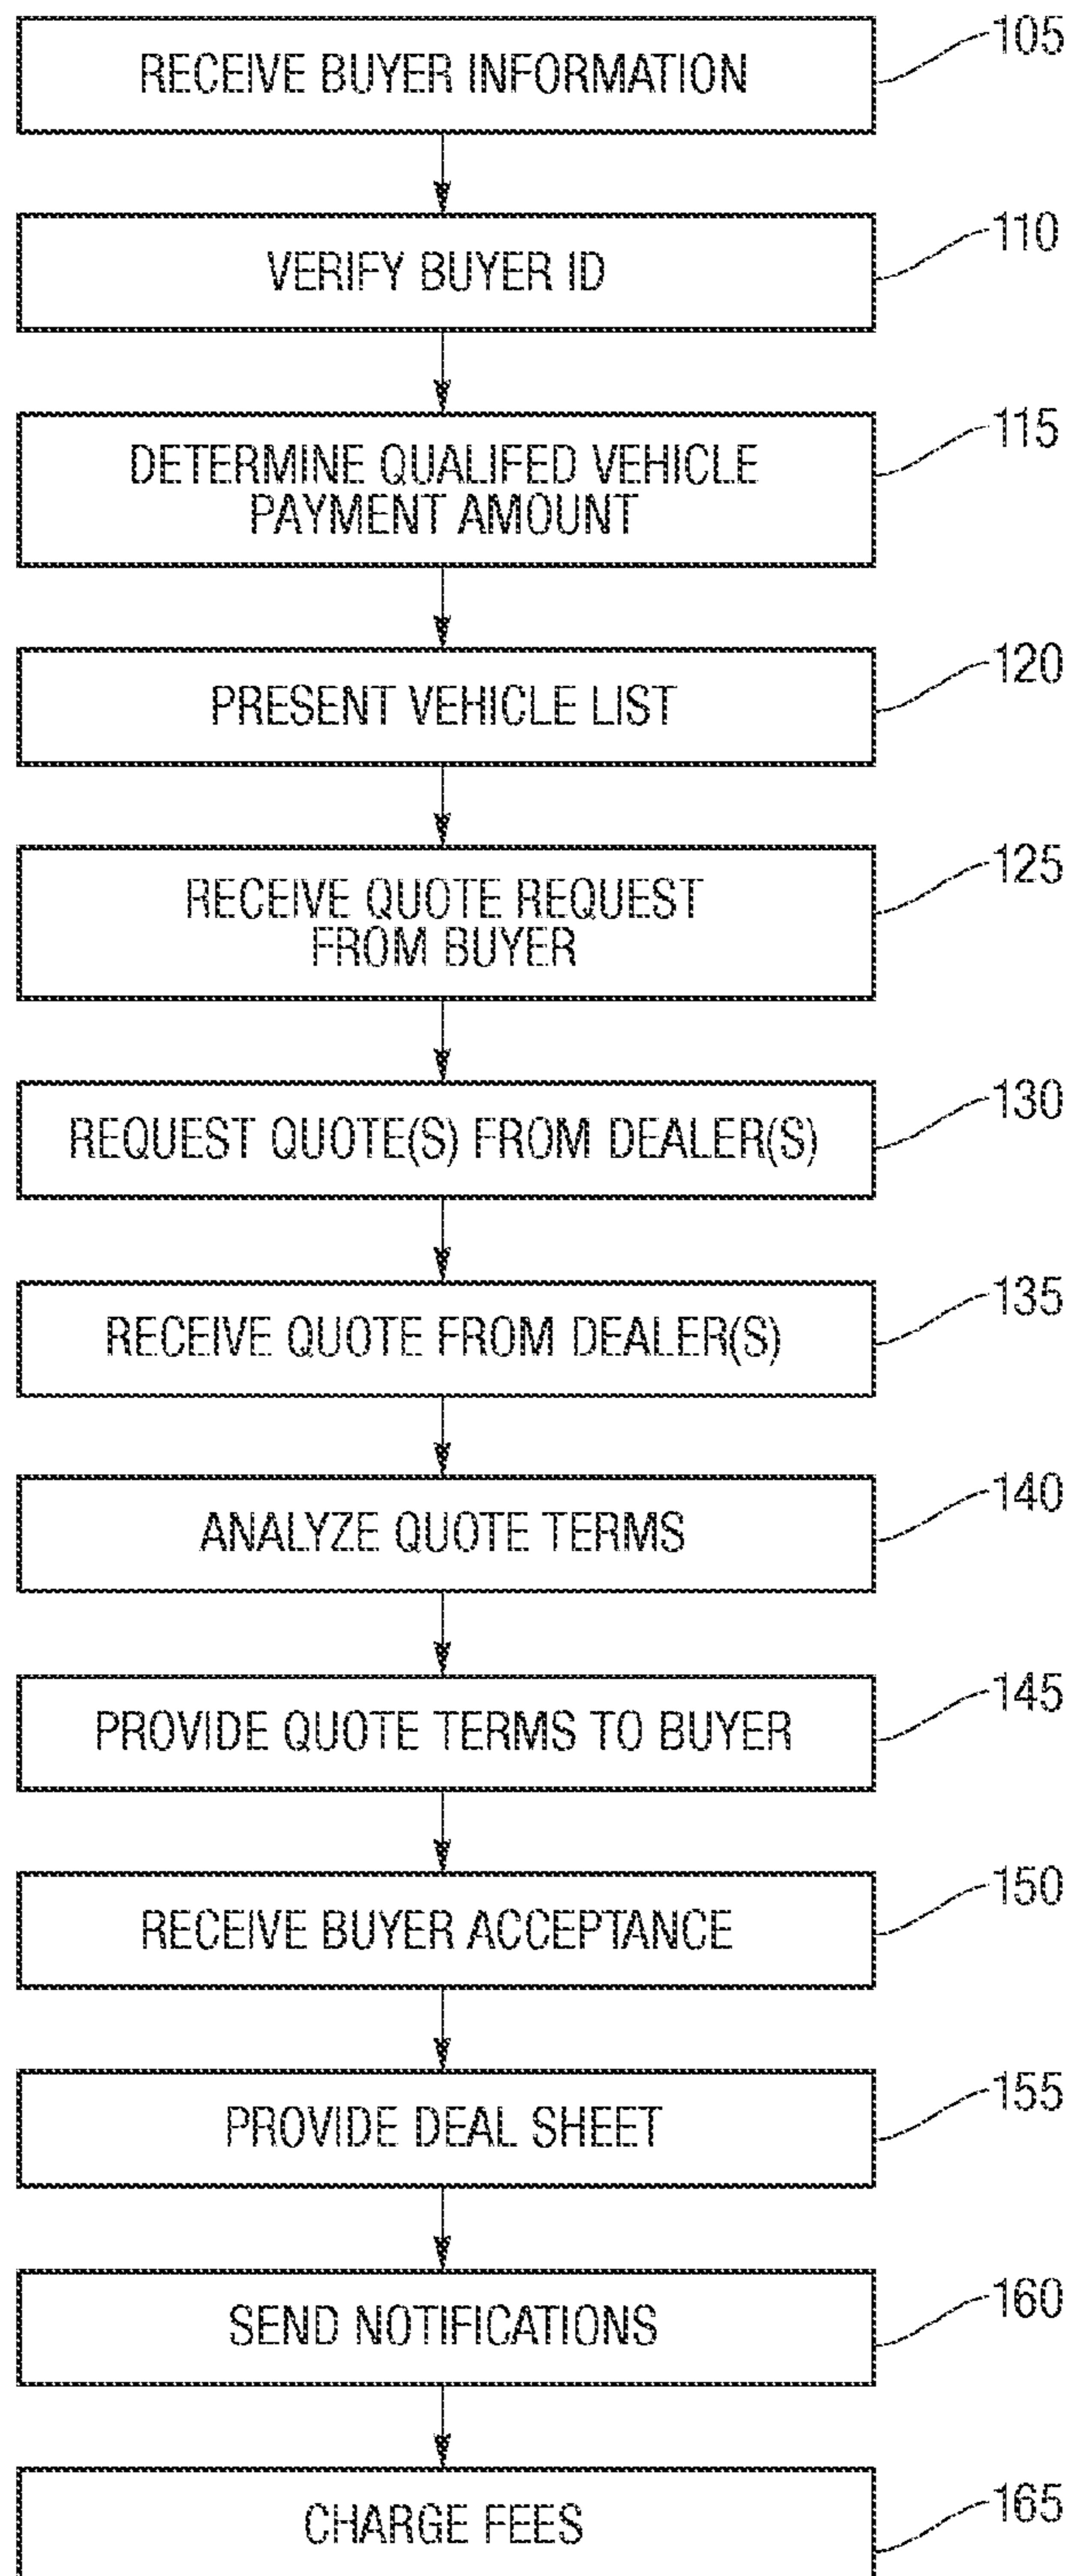 RECEIVE BUYER INFORMATION
105
VERIFY BUYER ID
110
DETERMINE QUALIFED VEHICLE
PAYMENT AMOUNT
115
PRESENT VEHICLE LIST
120
RECEIVE QUOTE REQUEST
FROM BUYER
125
REQUEST QUOTE(S) FROM DEALER(S)
130
RECEIVE QUOTE FROM DEALER(S)
135
ANALYZE QUOTE TERMS
140
PROVIDE QUOTE TERMS TO BUYER
145
RECEIVE BUYER ACCEPTANCE
150
PROVIDE DEAL SHEET
155
SEND NOTIFICATIONS
160
CHARGE FEES
165